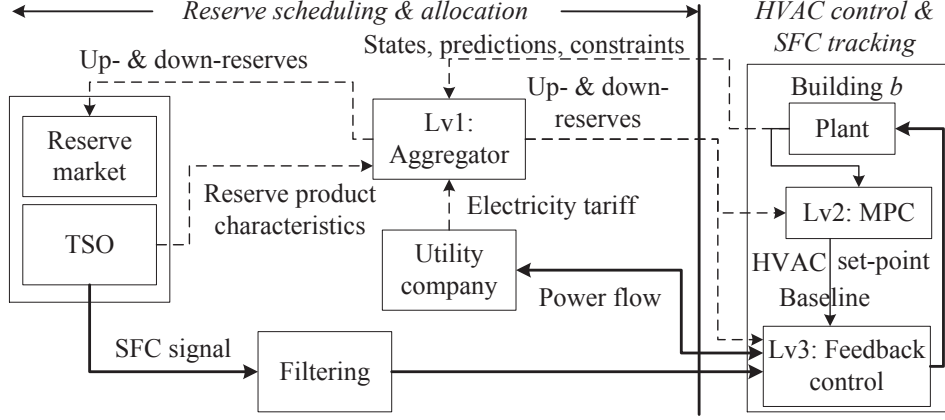 Reserve scheduling & allocation
HVAC control &
SFC tracking
States, predictions, constraints
Up- & down-reserves
Up- & down-
reserves
Building b
Reserve
market
Lv1:
Aggregator
Plant
Reserve product
characteristics
TSO
Electricity tariff
Lv2: MPC
Utility
company
HVAC set-point
Power flow
Baseline
SFC signal
Filtering
Lv3: Feedback
control